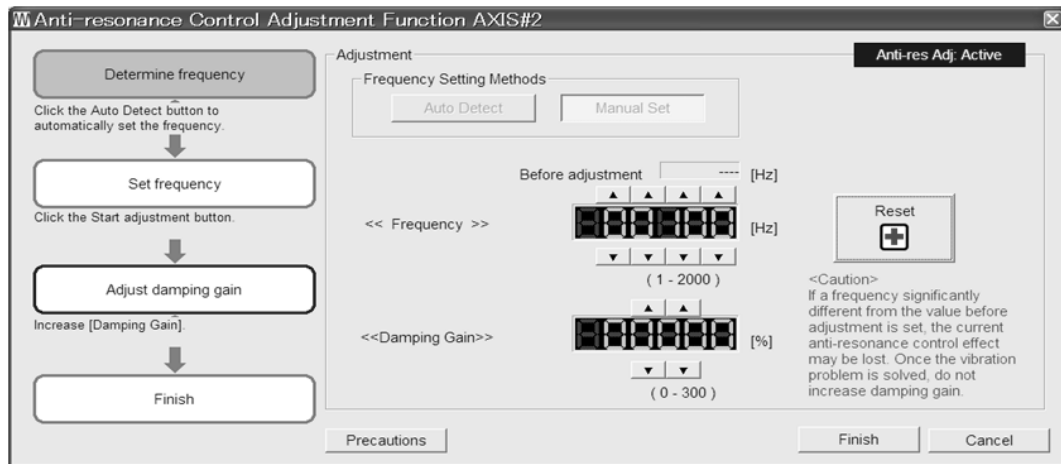 Anti-resonance Control Adjustment Function AXIS#2
Determine frequency
Click the Auto Detect button to
automatically set the frequency.
Set frequency
Click the Start adjustment button.
Adjust damping gain
Increase [Damping Gain].
Finish
Adjustment
Anti-res Adj: Active
Frequency Setting Methods
Auto Detect
Manual Set
Before adjustment ---- [Hz]
<< Frequency >> [Hz]
( 1 - 2000 )
<<Damping Gain>> [%]
( 0 - 300 )
Reset
<Caution>
If a frequency significantly
different from the value before
adjustment is set, the current
anti-resonance control effect
may be lost. Once the vibration
problem is solved, do not
increase damping gain.
Precautions
Finish
Cancel